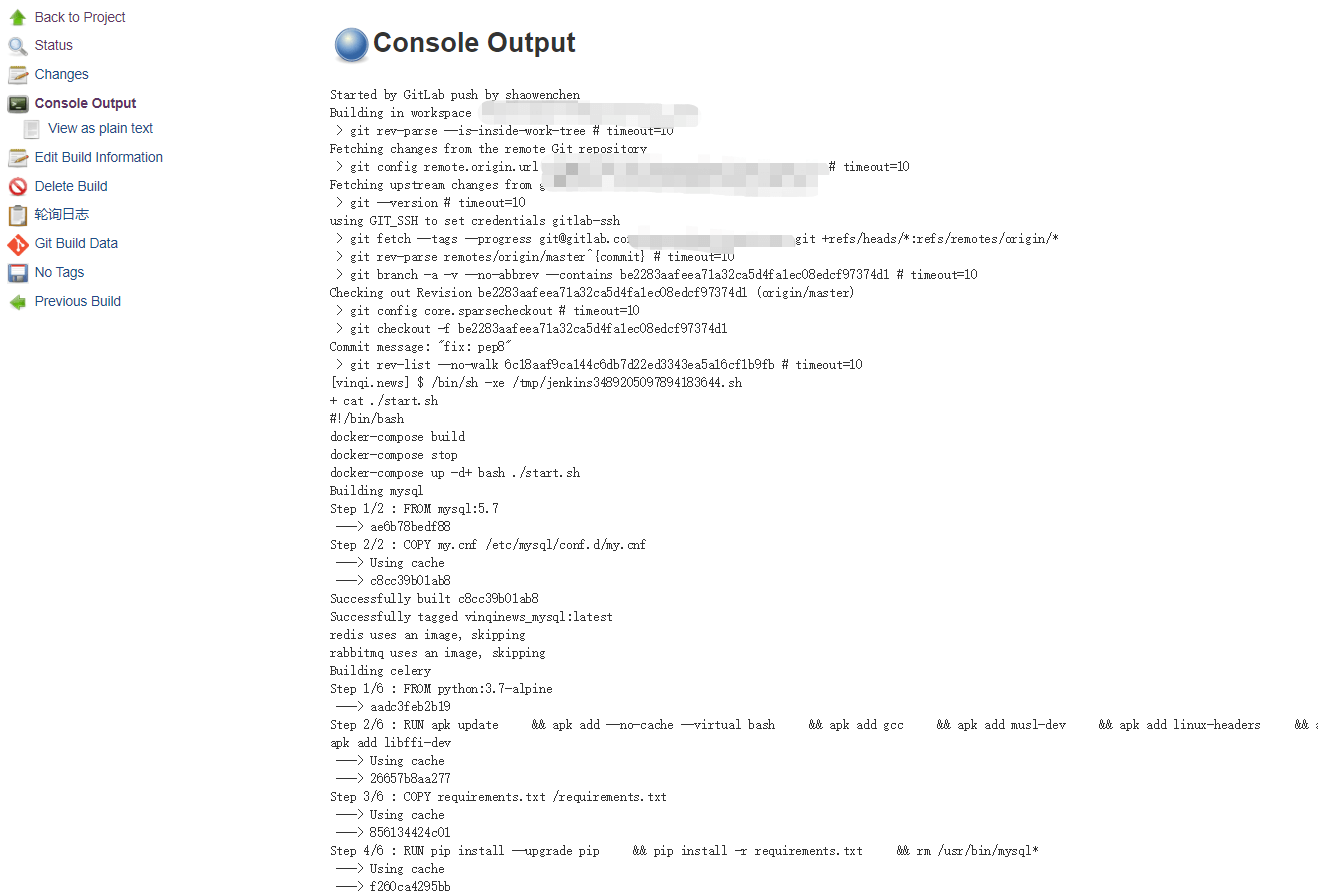 Back to Project
Status
Changes
Console Output
View as plain text
Edit Build Information
Delete Build
轮询日志
Git Build Data
No Tags
Previous Build
Console Output
Started by GitLab push by shaowenchen
Building in workspace
> git rev-parse --is-inside-work-tree # timeout=10
Fetching changes from the remote Git repository
> git config remote.origin.url # timeout=10
Fetching upstream changes from g
> git --version # timeout=10
using GIT_SSH to set credentials gitlab-ssh
> git fetch --tags --progress git@gitlab.co git +refs/heads/*:refs/remotes/origin/*
> git rev-parse remotes/origin/master^{commit} # timeout=10
> git branch -a -v --no-abbrev --contains be2283aafeea71a32ca5d4fa1ec08edcf97374d1 # timeout=10
Checking out Revision be2283aafeea71a32ca5d4fa1ec08edcf97374d1 (origin/master)
> git config core.sparsecheckout # timeout=10
> git checkout -f be2283aafeea71a32ca5d4fa1ec08edcf97374d1
Commit message: "fix: pep8"
> git rev-list --no-walk 6c18aaf9ca144c6db7d22ed3343ea5a16cf1b9fb # timeout=10
[vinqi.news] $ /bin/sh -xe /tmp/jenkins3489205097894183644.sh
+ cat ./start.sh
#!/bin/bash
docker-compose build
docker-compose stop
docker-compose up -d+ bash ./start.sh
Building mysql
Step 1/2 : FROM mysql:5.7
---> ae6b78bedf88
Step 2/2 : COPY my.cnf /etc/mysql/conf.d/my.cnf
---> Using cache
---> c8cc39b01ab8
Successfully built c8cc39b01ab8
Successfully tagged vinqinews_mysql:latest
redis uses an image, skipping
rabbitmq uses an image, skipping
Building celery
Step 1/6 : FROM python:3.7-alpine
---> aadc3feb2b19
Step 2/6 : RUN apk update && apk add --no-cache --virtual bash && apk add gcc && apk add musl-dev && apk add linux-headers &&
apk add libffi-dev
---> Using cache
---> 26657b8aa277
Step 3/6 : COPY requirements.txt /requirements.txt
---> Using cache
---> 856134424c01
Step 4/6 : RUN pip install --upgrade pip && pip install -r requirements.txt && rm /usr/bin/mysql*
---> Using cache
---> f260ca4295bb